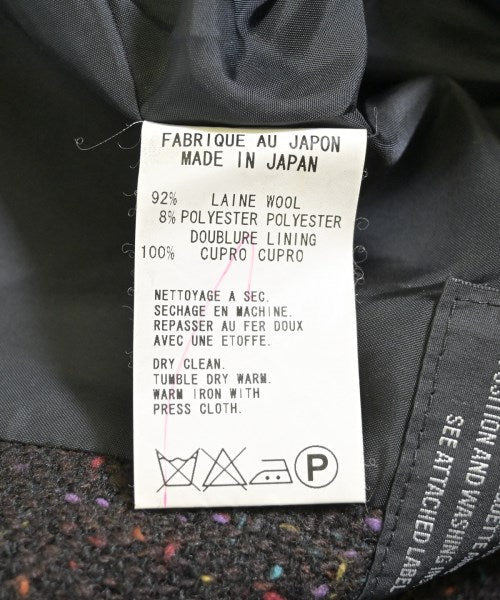 FABRIQUE AU JAPON
MADE IN JAPAN
92% LAINE WOOL
8% POLYESTER POLYESTER
DOUBLURE LINING
100% CUPRO CUPRO
NETTOYAGE A SEC.
SECHAGE EN MACHINE.
REPASSER AU FER DOUX
AVEC UNE ETOFFE.
DRY CLEAN.
TUMBLE DRY WARM.
WARM IRON WITH
PRESS CLOTH.
P
AND WASHING
SEE ATTACHED LABEL